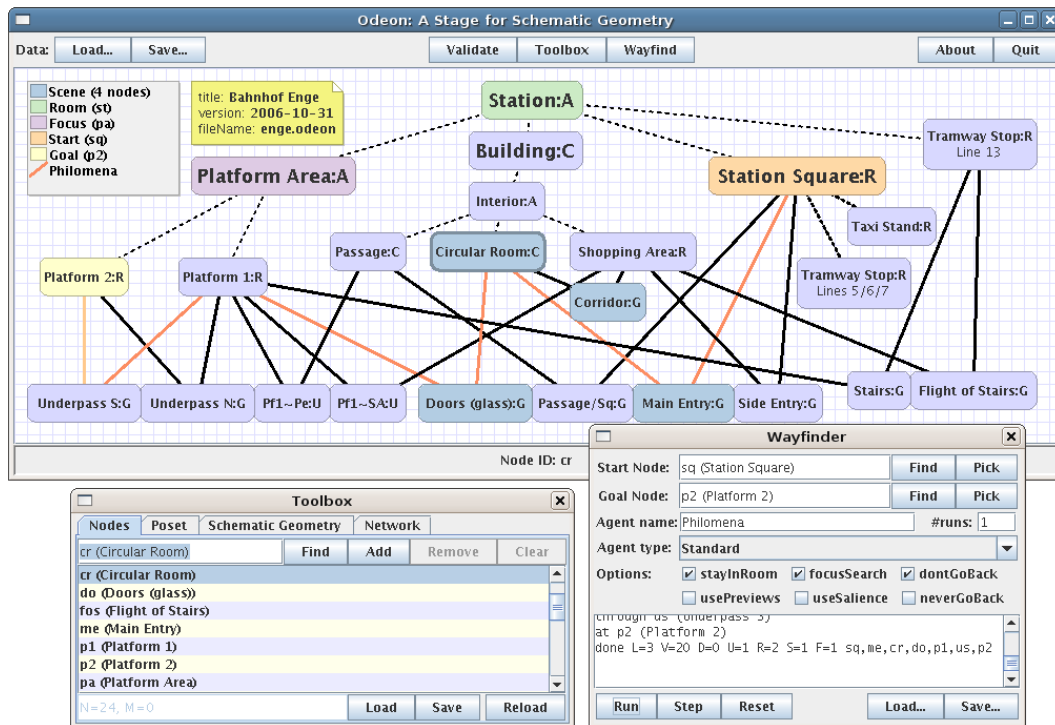 Odeon: A Stage for Schematic Geometry
Data: Load... Save... Validate Toolbox Wayfind About Quit
Scene (4 nodes)
Room (st)
Focus (pa)
Start (sq)
Goal (p2)
Philomena
title: Bahnhof Enge
version: 2006-10-31
fileName: enge.odeon
Station:A
Tramway Stop:R
Line 13
Building:C
Platform Area:A
Station Square:R
Interior:A
Taxi Stand:R
Passage:C
Circular Room:C
Shopping Area:R
Platform 2:R
Platform 1:R
Tramway Stop:R
Lines 5/6/7
Corridor:G
Underpass S:G
Underpass N:G
Pf1~Pe:U
Pf1~SA:U
Doors (glass):G
Passage/Sq:G
Main Entry:G
Side Entry:G
Stairs:G
Flight of Stairs:G
Node ID: cr
Toolbox
Nodes Poset Schematic Geometry Network
cr (Circular Room) Find Add Remove Clear
cr (Circular Room)
do (Doors (glass))
fos (Flight of Stairs)
me (Main Entry)
p1 (Platform 1)
p2 (Platform 2)
pa (Platform Area)
N=24, M=0 Load Save Reload
Wayfinder
Start Node: sq (Station Square) Find Pick
Goal Node: p2 (Platform 2) Find Pick
Agent name: Philomena #runs: 1
Agent type: Standard
Options: stayInRoom focusSearch dontGoBack
usePreviews useSalience neverGoBack
through us (Underpass S)
at p2 (Platform 2)
done L=3 V=20 D=0 U=1 R=2 S=1 F=1 sq,me,cr,do,p1,us,p2
Run Step Reset Load... Save...